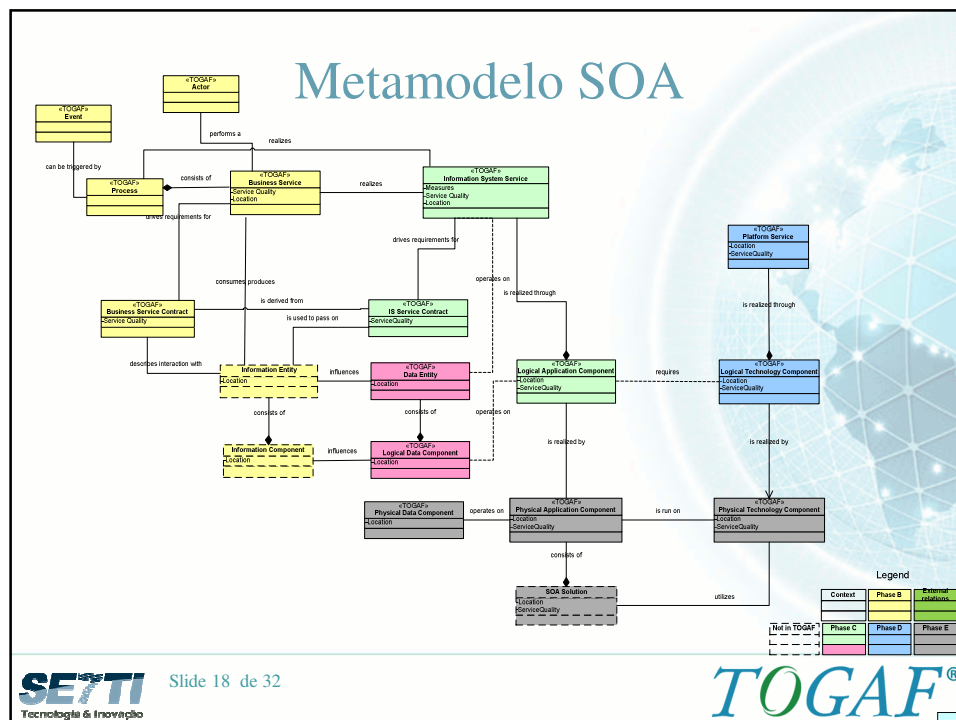 Metamodelo SOA
«TOGAF»
Actor
«TOGAF»
Event
performs a
realizes
can be triggered by
«TOGAF»
Process
consists of
«TOGAF»
Business Service
-Service Quality
-Location
realizes
«TOGAF»
Information System Service
-Measures
-Service Quality
-Location
drives requirements for
drives requirements for
«TOGAF»
Platform Service
-Location
-ServiceQuality
consumes produces
operates on
is realized through
is realized through
«TOGAF»
Business Service Contract
-Service Quality
is derived from
is used to pass on
«TOGAF»
IS Service Contract
-ServiceQuality
describes interaction with
Information Entity
-Location
influences
«TOGAF»
Data Entity
-Location
«TOGAF»
Logical Application Component
-Location
-ServiceQuality
requires
«TOGAF»
Logical Technology Component
-Location
-ServiceQuality
consists of
consists of
operates on
Information Component
-Location
influences
«TOGAF»
Logical Data Component
-Location
is realized by
is realized by
«TOGAF»
Physical Data Component
-Location
operates on
«TOGAF»
Physical Application Component
-Location
-ServiceQuality
is run on
«TOGAF»
Physical Technology Component
-Location
-ServiceQuality
consists of
SOA Solution
-Location
-ServiceQuality
utilizes
Legend
Context
Phase B
External relations
Not in TOGAF
Phase C
Phase D
Phase E
SETTI
Tecnologia & Inovação
Slide 18 de 32
TOGAF®